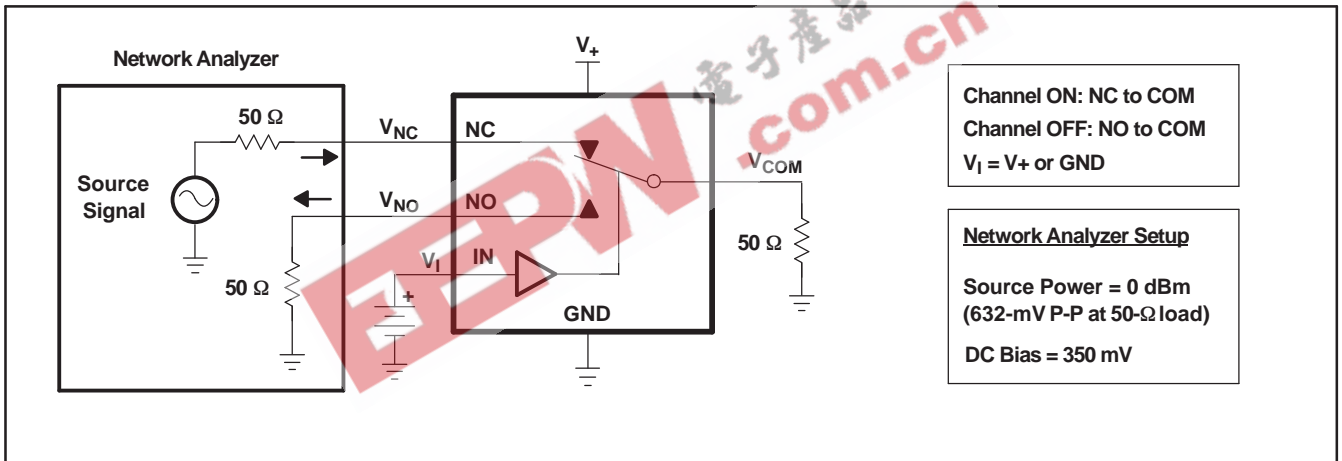 Network Analyzer
50 Ω
Source
Signal
50 Ω
V+
VNC
NC
VNO
NO
VI
IN
+
GND
VCOM
50 Ω
Channel ON: NC to COM
Channel OFF: NO to COM
VI = V+ or GND
Network Analyzer Setup
Source Power = 0 dBm
(632-mV P-P at 50-Ω load)
DC Bias = 350 mV
EEPW
電子產品
.com.cn